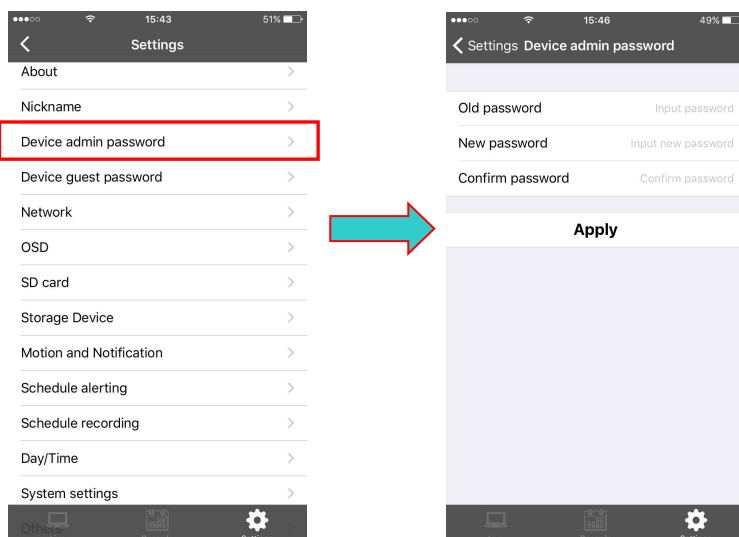 15:43
51%
Settings
About
Nickname
Device admin password
Device guest password
Network
OSD
SD card
Storage Device
Motion and Notification
Schedule alerting
Schedule recording
Day/Time
System settings
Others
15:46
49%
Settings Device admin password
Old password Input password
New password Input new password
Confirm password Confirm password
Apply